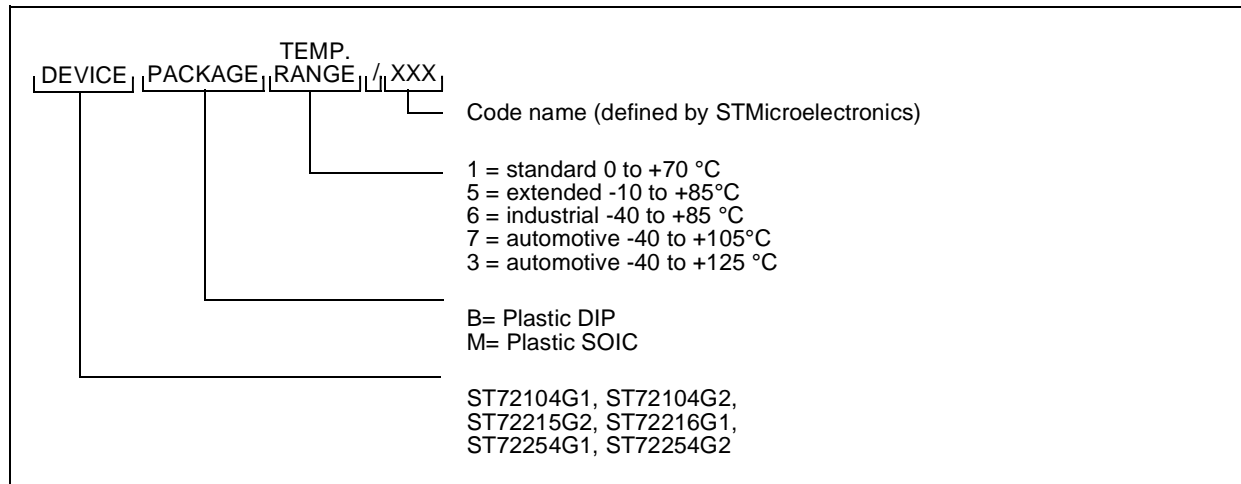 TEMP.
DEVICE PACKAGE RANGE / XXX
Code name (defined by STMicroelectronics)
1 = standard 0 to +70 °C
5 = extended -10 to +85°C
6 = industrial -40 to +85 °C
7 = automotive -40 to +105°C
3 = automotive -40 to +125 °C
B= Plastic DIP
M= Plastic SOIC
ST72104G1, ST72104G2,
ST72215G2, ST72216G1,
ST72254G1, ST72254G2